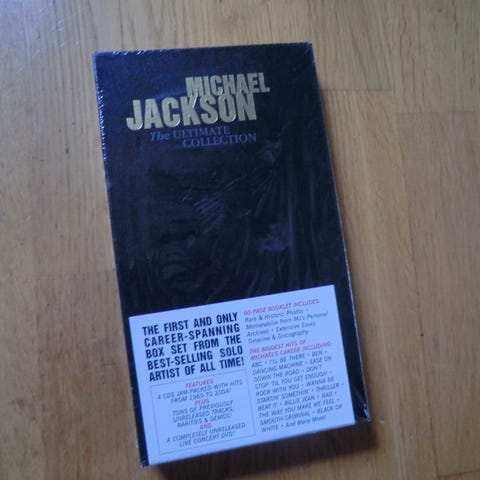 MICHAEL
JACKSON
The ULTIMATE
COLLECTION
THE FIRST AND ONLY
CAREER-SPANNING
BOX SET FROM THE
BEST-SELLING SOLO
ARTIST OF ALL TIME!
FEATURES
4 CDS JAM-PACKED WITH HITS
FROM 1969 TO 2004!
PLUS
TONS OF PREVIOUSLY
UNRELEASED TRACKS,
RARITIES & DEMOS!
AND
A COMPLETELY UNRELEASED
LIVE CONCERT DVD!
60-PAGE BOOKLET INCLUDES:
Rare & Historic Photos •
Memorabilia from MJ's Personal
Archives • Extensive Essay,
Timeline & Discography
THE BIGGEST HITS OF
MICHAEL'S CAREER INCLUDING:
ABC • I'LL BE THERE • BEN •
DANCING MACHINE • EASE ON
DOWN THE ROAD • DON'T
STOP 'TIL YOU GET ENOUGH •
ROCK WITH YOU • WANNA BE
STARTIN' SOMETHIN' • THRILLER •
BEAT IT • BILLIE JEAN • BAD •
THE WAY YOU MAKE ME FEEL •
SMOOTH CRIMINAL • BLACK OR
WHITE • And Many More!